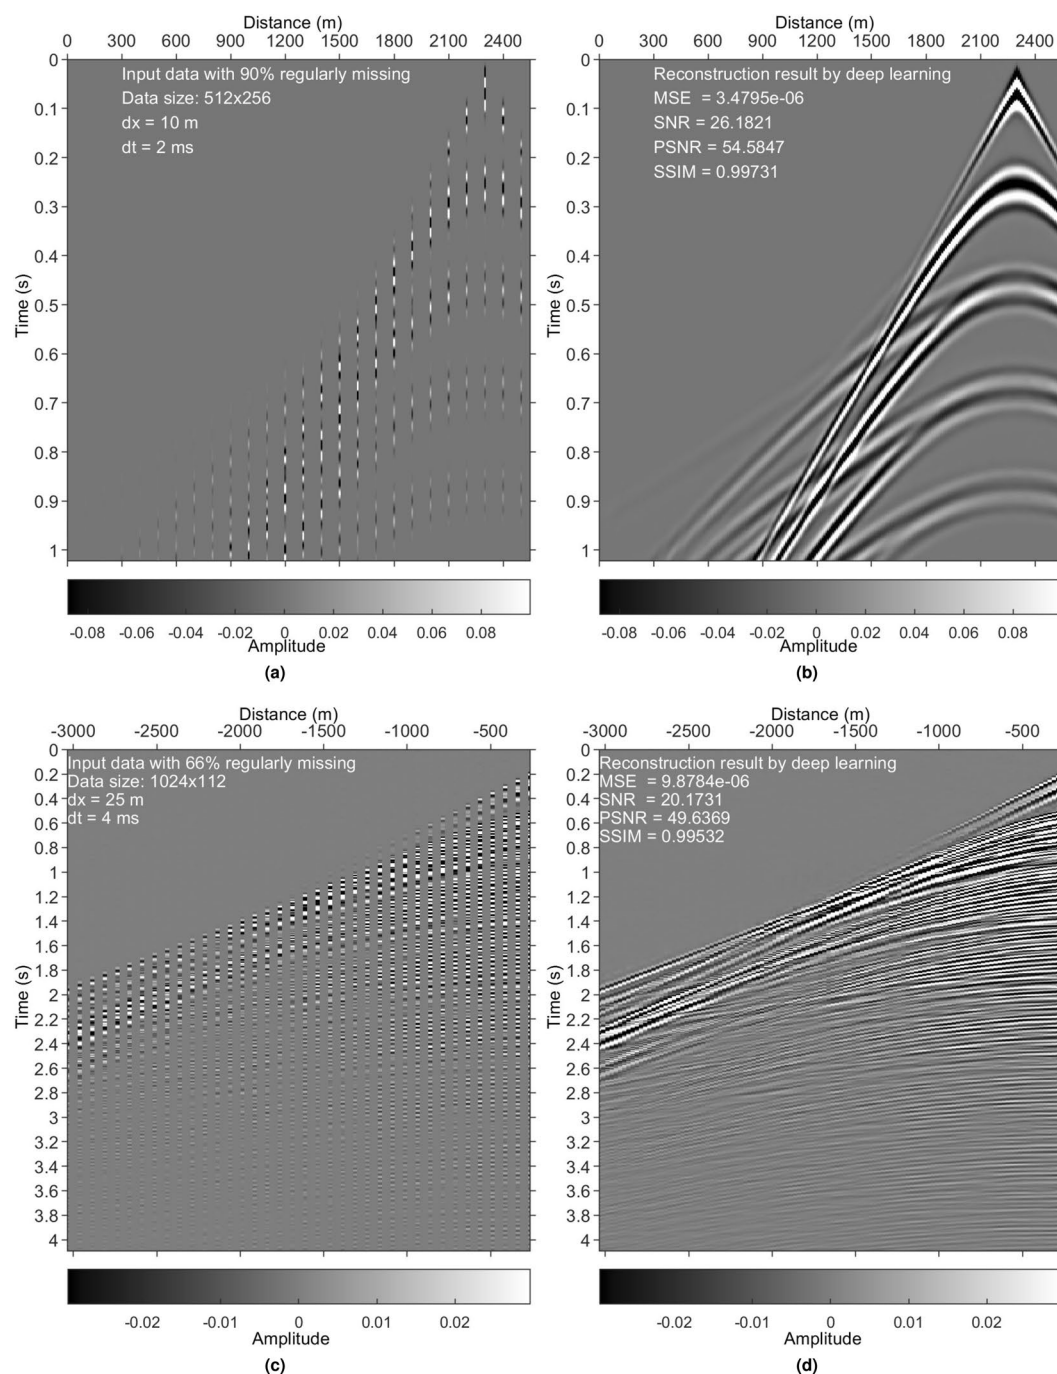 Distance (m)
0 300 600 900 1200 1500 1800 2100 2400
Input data with 90% regularly missing
Data size: 512x256
dx = 10 m
dt = 2 ms
0
0.1
0.2
0.3
0.4
0.5
0.6
0.7
0.8
0.9
1
Time (s)
-0.08 -0.06 -0.04 -0.02 0 0.02 0.04 0.06 0.08
Amplitude
(a)
Distance (m)
0 300 600 900 1200 1500 1800 2100 2400
Reconstruction result by deep learning
MSE = 3.4795e-06
SNR = 26.1821
PSNR = 54.5847
SSIM = 0.99731
0
0.1
0.2
0.3
0.4
0.5
0.6
0.7
0.8
0.9
1
Time (s)
-0.08 -0.06 -0.04 -0.02 0 0.02 0.04 0.06 0.08
Amplitude
(b)
Distance (m)
-3000 -2500 -2000 -1500 -1000 -500
Input data with 66% regularly missing
Data size: 1024x112
dx = 25 m
dt = 4 ms
0
0.2
0.4
0.6
0.8
1
1.2
1.4
1.6
1.8
2
2.2
2.4
2.6
2.8
3
3.2
3.4
3.6
3.8
4
Time (s)
-0.02 -0.01 0 0.01 0.02
Amplitude
(c)
Distance (m)
-3000 -2500 -2000 -1500 -1000 -500
Reconstruction result by deep learning
MSE = 9.8784e-06
SNR = 20.1731
PSNR = 49.6369
SSIM = 0.99532
0
0.2
0.4
0.6
0.8
1
1.2
1.4
1.6
1.8
2
2.2
2.4
2.6
2.8
3
3.2
3.4
3.6
3.8
4
Time (s)
-0.02 -0.01 0 0.01 0.02
Amplitude
(d)